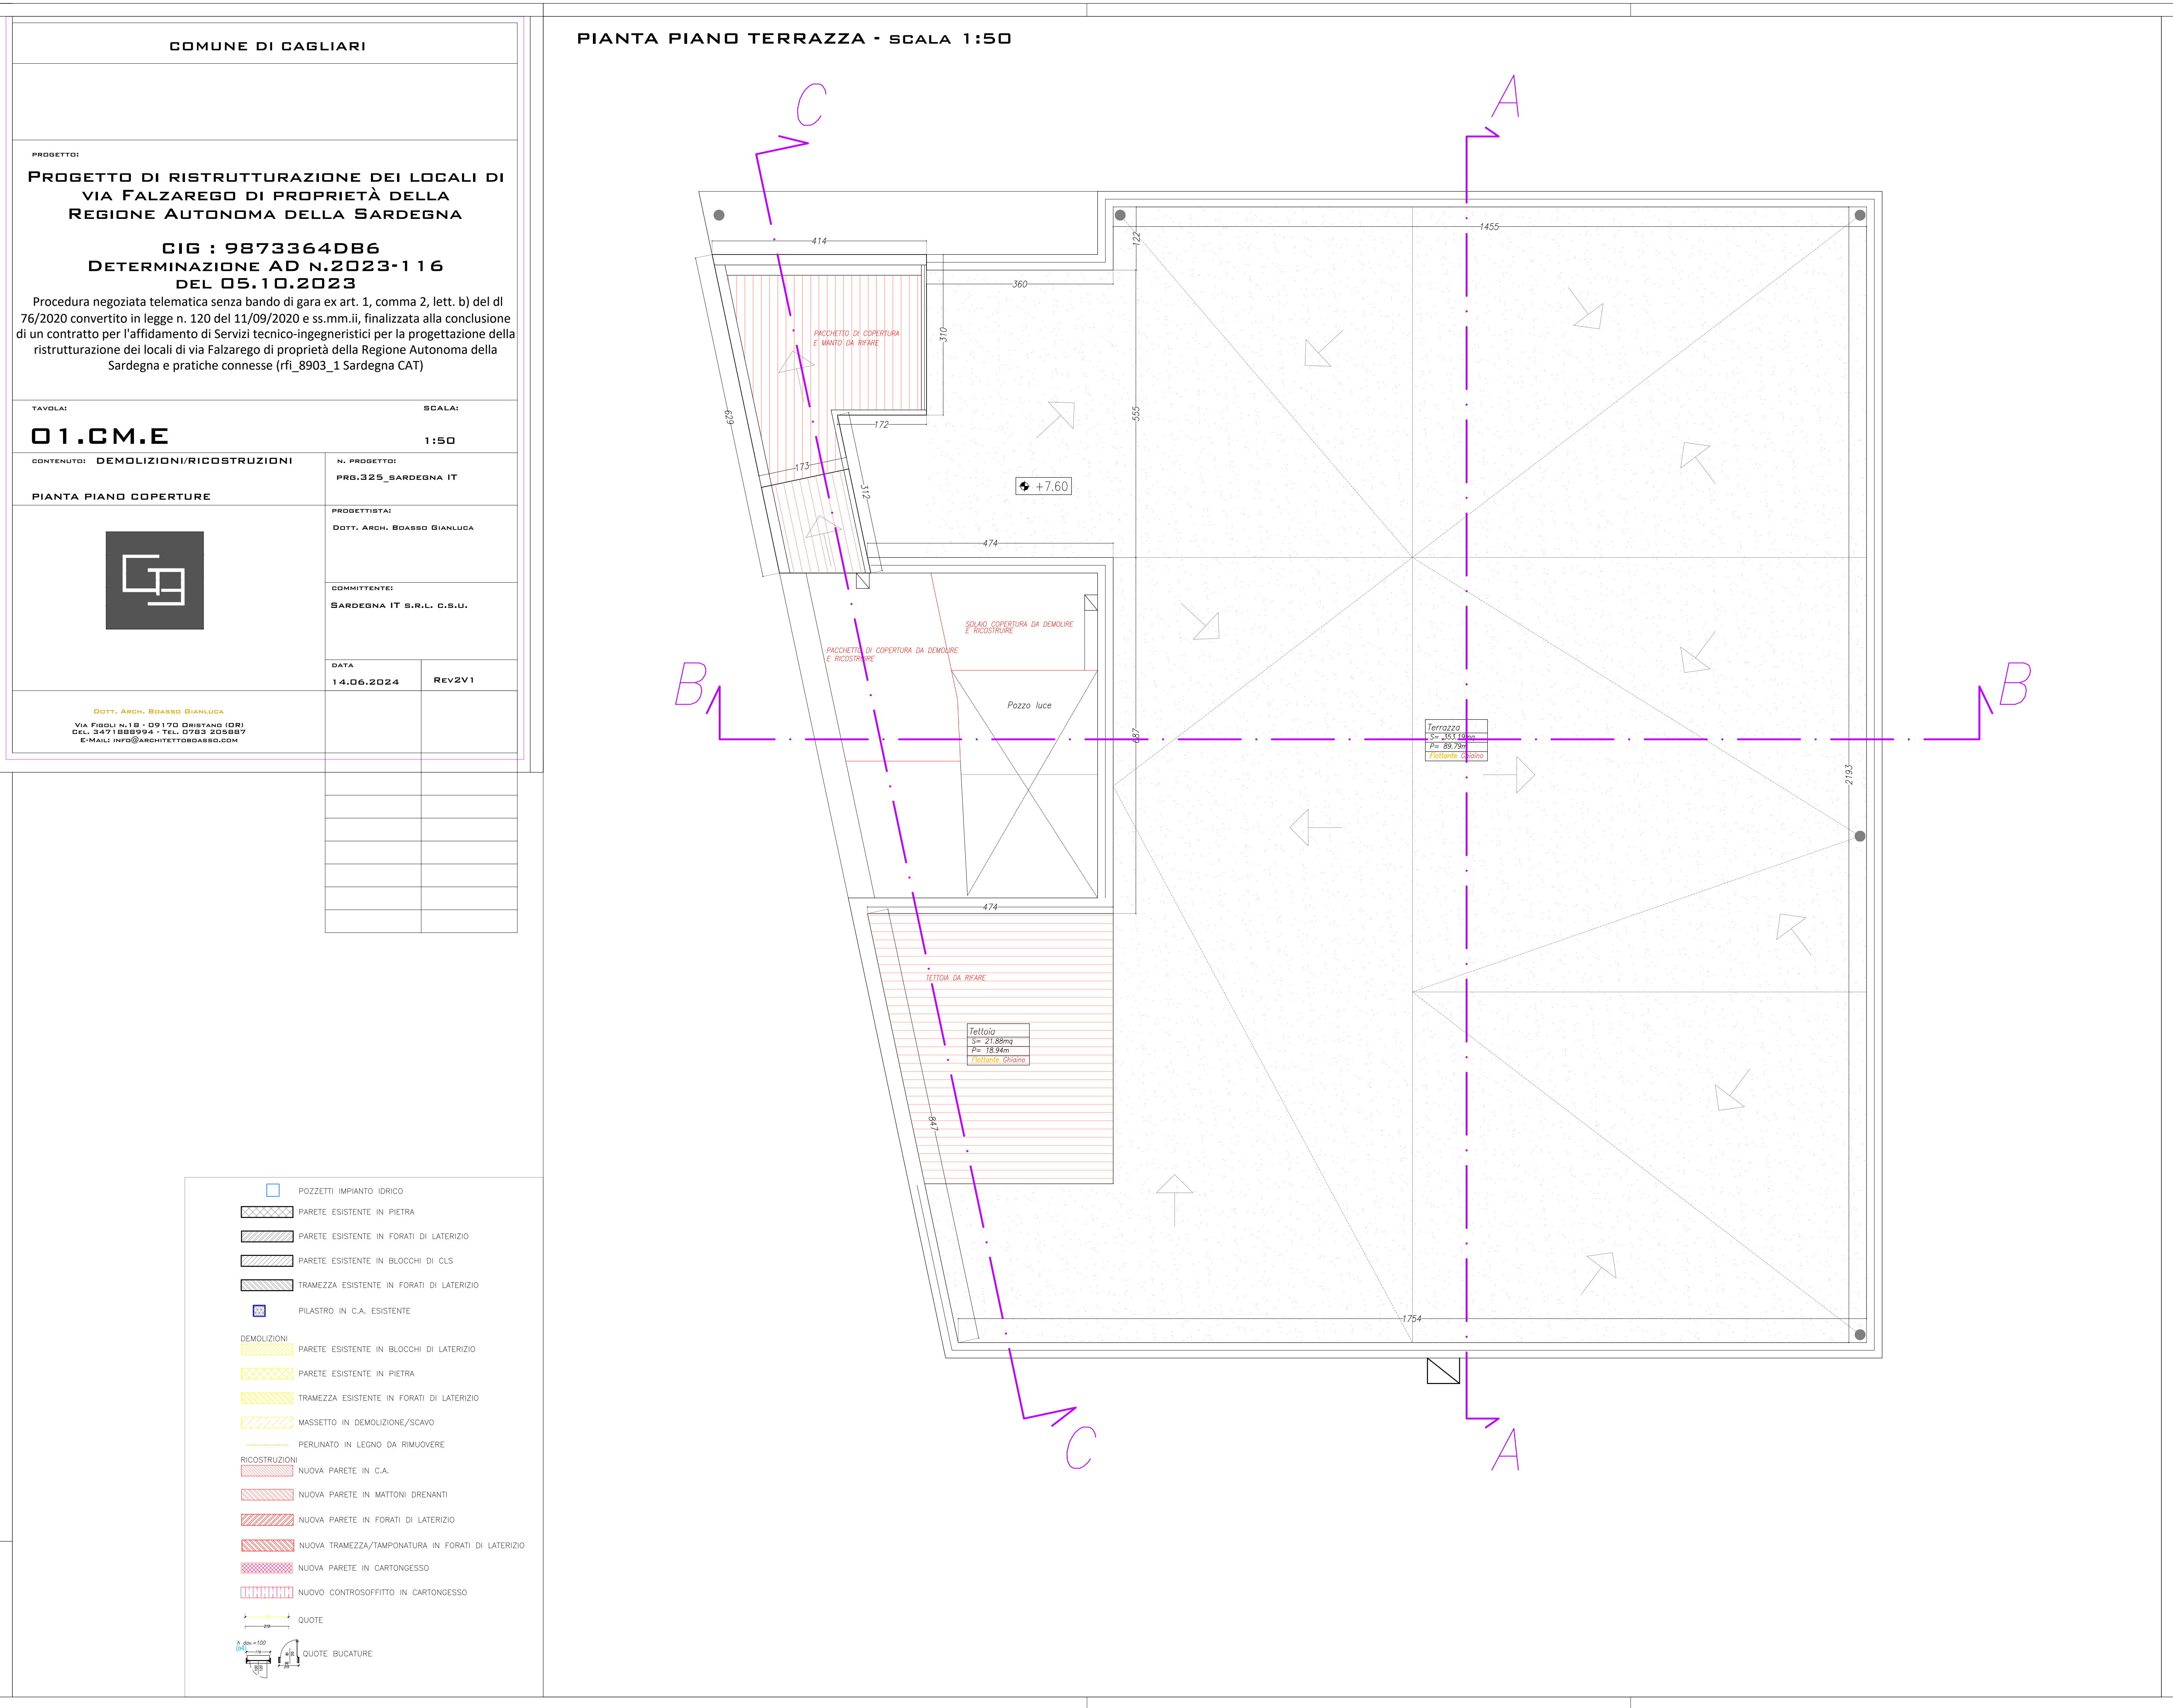 COMUNE DI CAGLIARI
PROGETTO:
PROGETTO DI RISTRUTTURAZIONE DEI LOCALI DI
VIA FALZAREGO DI PROPRIETÀ DELLA
REGIONE AUTONOMA DELLA SARDEGNA
CIG : 9873364DB6
DETERMINAZIONE AD N.2023-116
DEL 05.10.2023
Procedura negoziata telematica senza bando di gara ex art. 1, comma 2, lett. b) del dl
76/2020 convertito in legge n. 120 del 11/09/2020 e ss.mm.ii, finalizzata alla conclusione
di un contratto per l'affidamento di Servizi tecnico-ingegneristici per la progettazione della
ristrutturazione dei locali di via Falzarego di proprietà della Regione Autonoma della
Sardegna e pratiche connesse (rfi_8903_1 Sardegna CAT)
TAVOLA:
SCALA:
01.CM.E
1:50
CONTENUTO: DEMOLIZIONI/RICOSTRUZIONI
PIANTA PIANO COPERTURE
N. PROGETTO:
PRG.325_SARDEGNA IT
PROGETTISTA:
DOTT. ARCH. BOASSO GIANLUCA
COMMITTENTE:
SARDEGNA IT S.R.L. C.S.U.
DATA
14.06.2024
REV2V1
DOTT. ARCH. BOASSO GIANLUCA
VIA FIGOLI N.18 - 09170 ORISTANO (OR)
CEL. 3471888994 - TEL. 0783 205887
E-MAIL: INFO@ARCHITETTOBOASSO.COM
PIANTA PIANO TERRAZZA - SCALA 1:50
C
A
414
122
1455
360
PACCHETTO DI COPERTURA
E MANTO DA RIFARE
310
629
172
555
173
312
+7.60
474
SOLAIO COPERTURA DA DEMOLIRE
E RICOSTRUIRE
PACCHETTO DI COPERTURA DA DEMOLIRE
E RICOSTRUIRE
B
B
Pozzo luce
687
Terrazza
S= 353.19mq
P= 89.79m
Flottante Ghiaino
2193
474
TETTOIA DA RIFARE
Tettoia
S= 21.88mq
P= 18.94m
Flottante Ghiaino
847
1754
C
A
POZZETTI IMPIANTO IDRICO
PARETE ESISTENTE IN PIETRA
PARETE ESISTENTE IN FORATI DI LATERIZIO
PARETE ESISTENTE IN BLOCCHI DI CLS
TRAMEZZA ESISTENTE IN FORATI DI LATERIZIO
PILASTRO IN C.A. ESISTENTE
DEMOLIZIONI
PARETE ESISTENTE IN BLOCCHI DI LATERIZIO
PARETE ESISTENTE IN PIETRA
TRAMEZZA ESISTENTE IN FORATI DI LATERIZIO
MASSETTO IN DEMOLIZIONE/SCAVO
PERLINATO IN LEGNO DA RIMUOVERE
RICOSTRUZIONI
NUOVA PARETE IN C.A.
NUOVA PARETE IN MATTONI DRENANTI
NUOVA PARETE IN FORATI DI LATERIZIO
NUOVA TRAMEZZA/TAMPONATURA IN FORATI DI LATERIZIO
NUOVA PARETE IN CARTONGESSO
NUOVO CONTROSOFFITTO IN CARTONGESSO
QUOTE
QUOTE BUCATURE